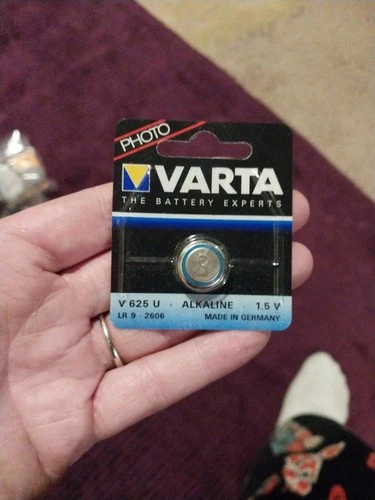 PHOTO
VARTA
THE BATTERY EXPERTS
V 625 U · ALKALINE · 1.5 V
LR 9 · 2606 MADE IN GERMANY